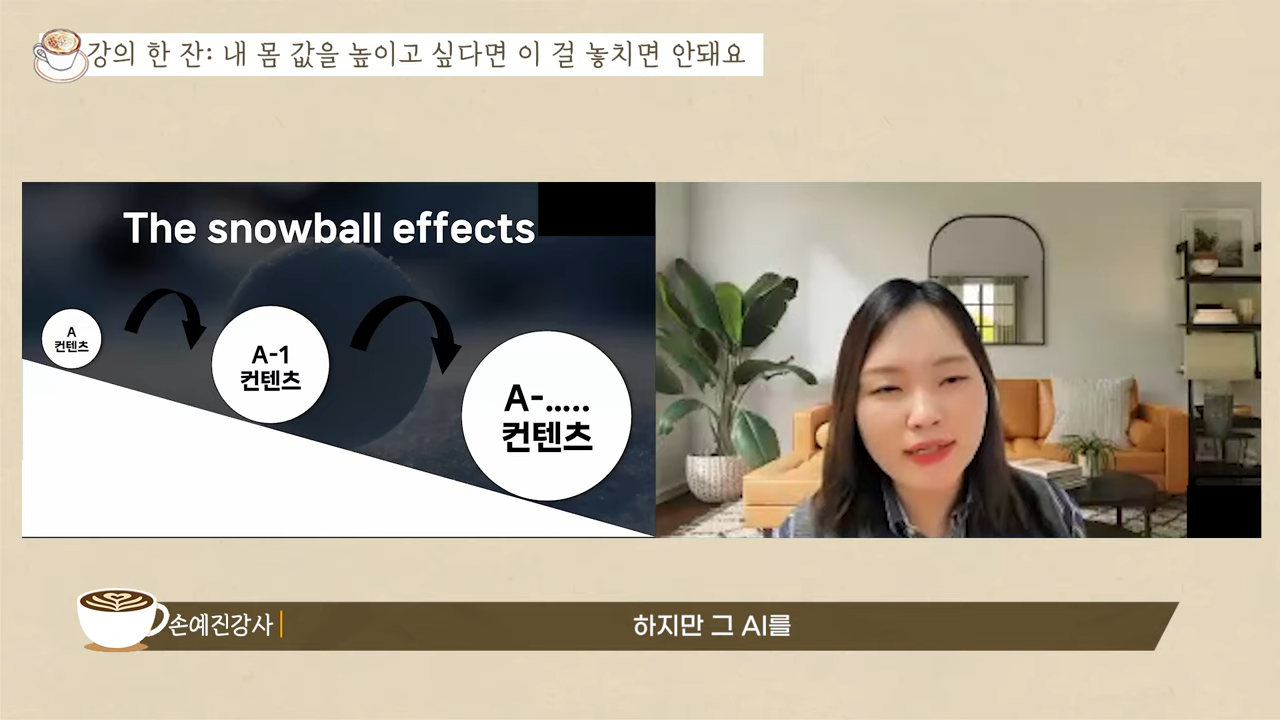 강의 한 잔: 내 몸 값을 높이고 싶다면 이 걸 놓치면 안돼요
The snowball effects
A
컨텐츠
A-1
컨텐츠
A-.....
컨텐츠
손예진강사
하지만 그 AI를